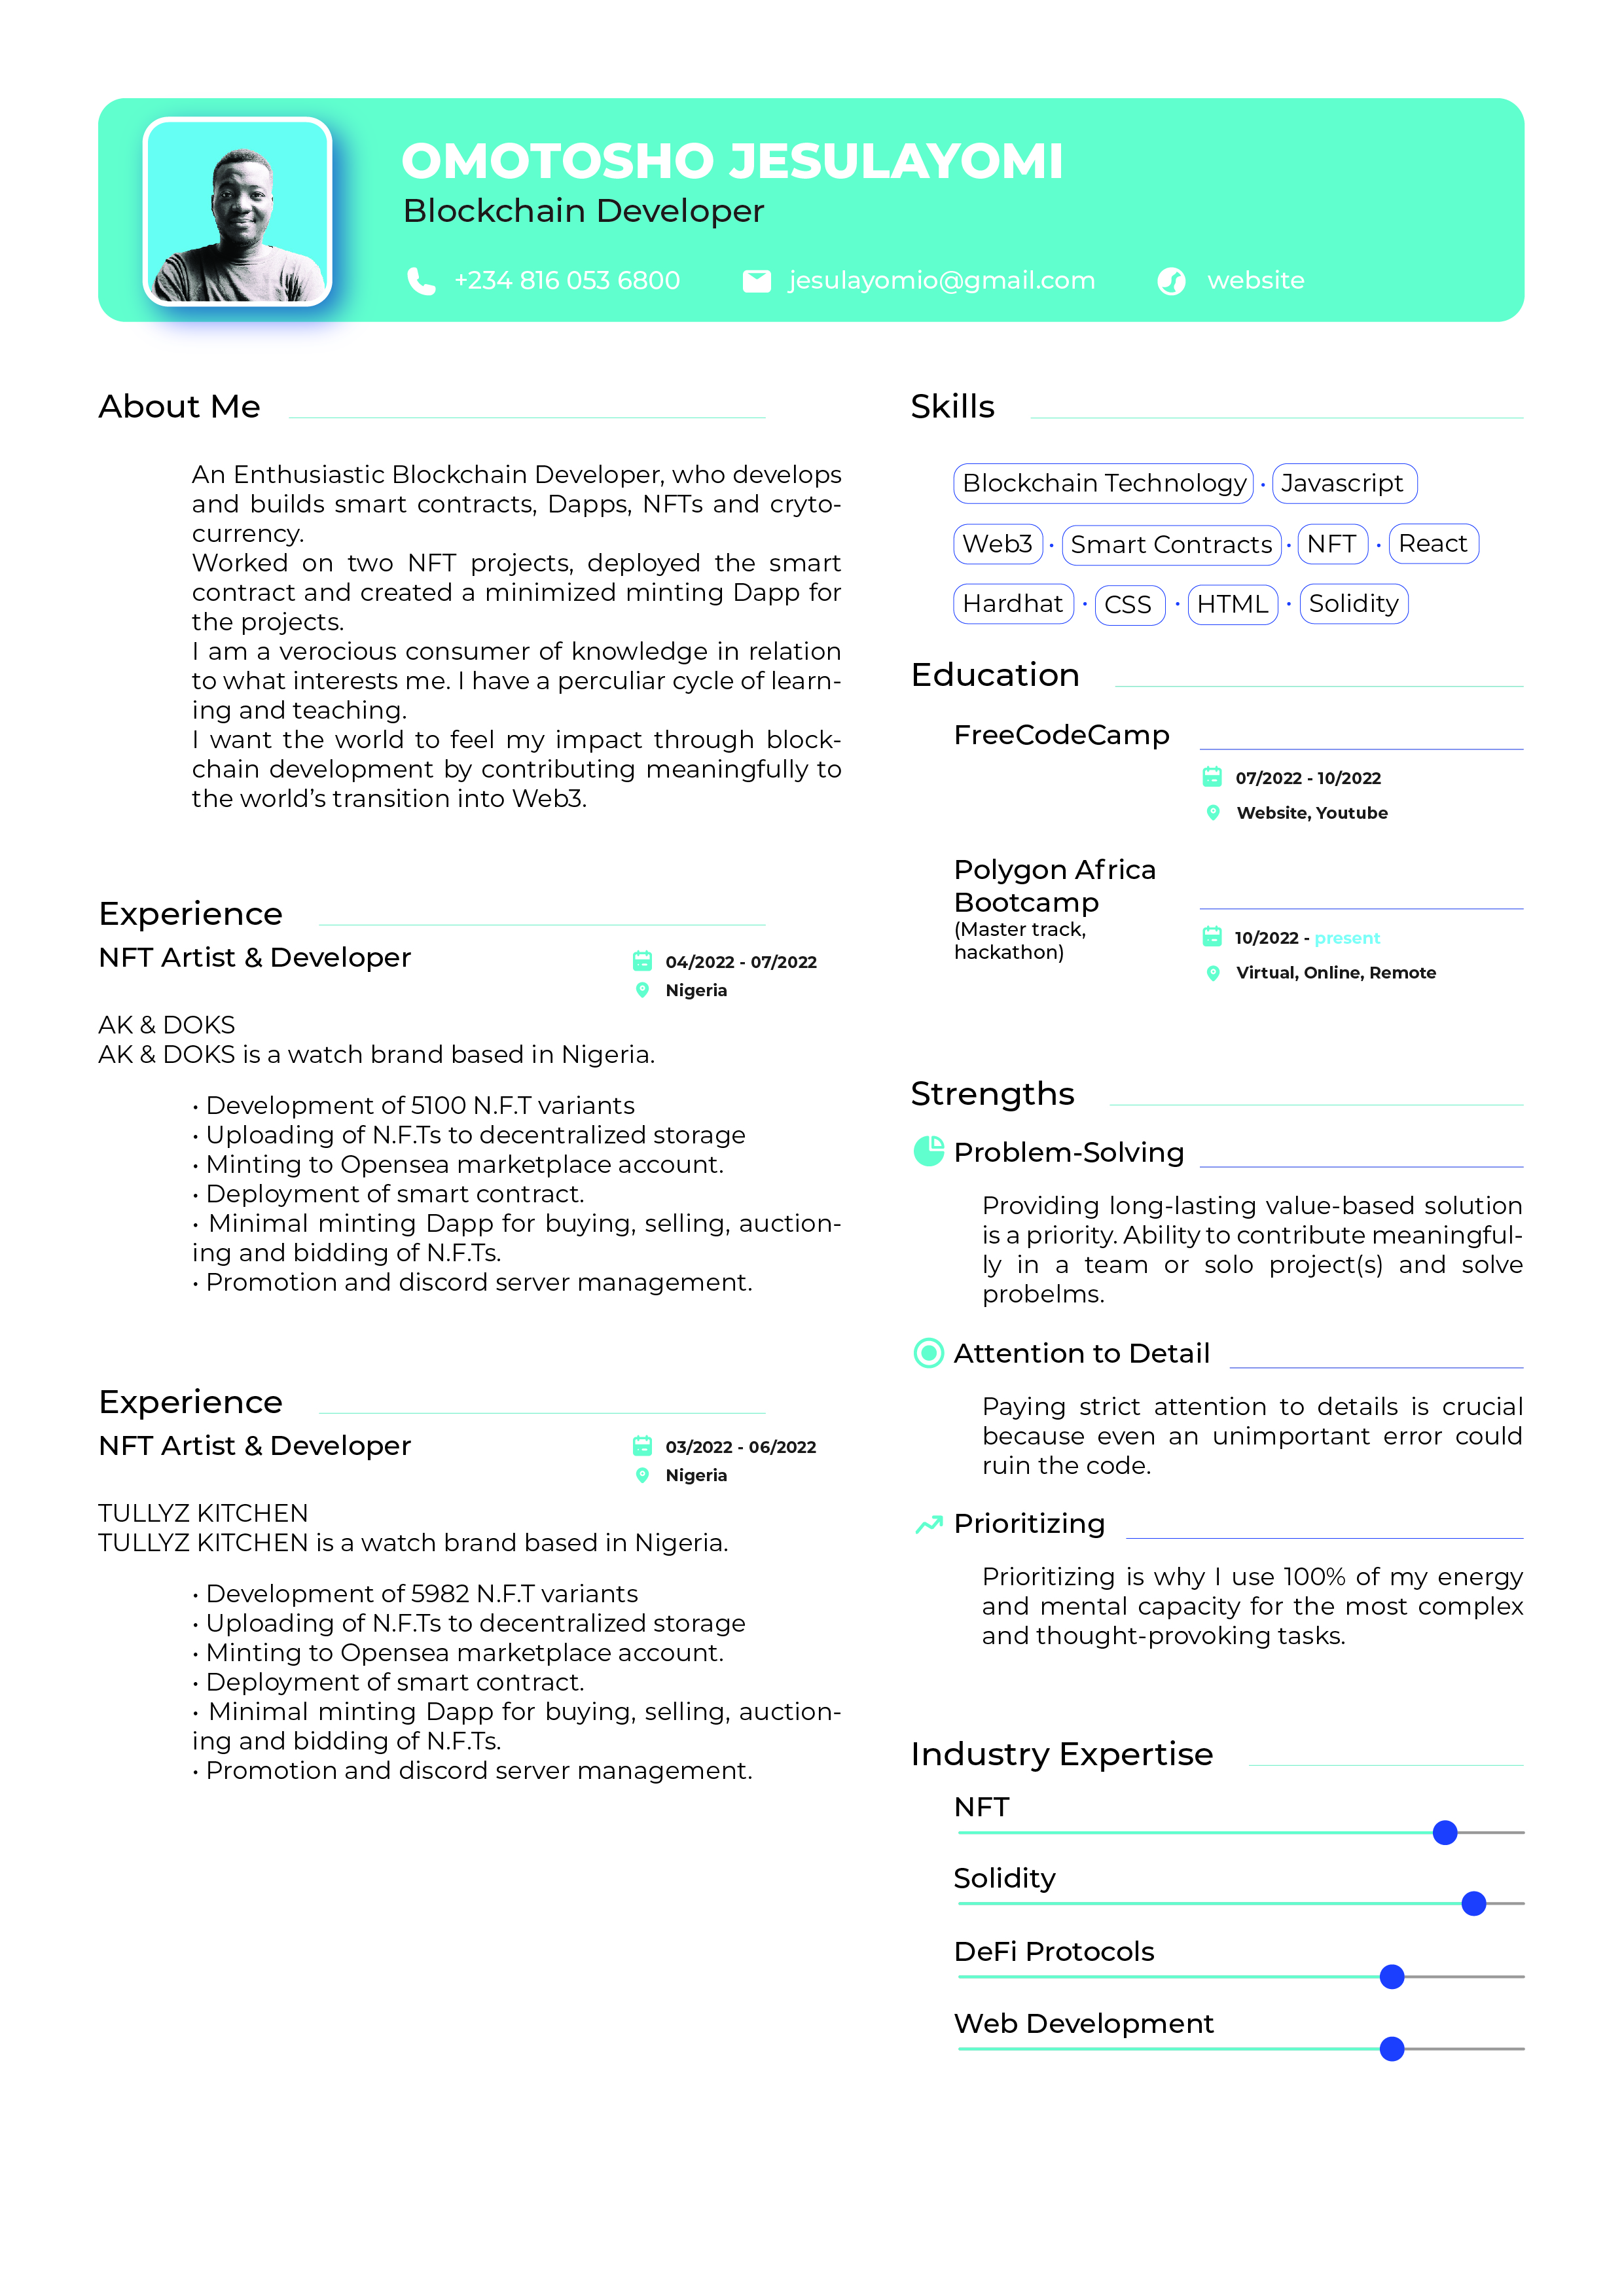 OMOTOSHO JESULAYOMI
Blockchain Developer
+234 816 053 6800
jesulayomio@gmail.com
website
About Me
An Enthusiastic Blockchain Developer, who develops
and builds smart contracts, Dapps, NFTs and cryto-
currency.
Worked on two NFT projects, deployed the smart
contract and created a minimized minting Dapp for
the projects.
I am a verocious consumer of knowledge in relation
to what interests me. I have a perculiar cycle of learn-
ing and teaching.
I want the world to feel my impact through block-
chain development by contributing meaningfully to
the world's transition into Web3.
Experience
NFT Artist & Developer
04/2022 - 07/2022
Nigeria
AK & DOKS
AK & DOKS is a watch brand based in Nigeria.
• Development of 5100 N.F.T variants
• Uploading of N.F.Ts to decentralized storage
• Minting to Opensea marketplace account.
• Deployment of smart contract.
• Minimal minting Dapp for buying, selling, auction-
ing and bidding of N.F.Ts.
• Promotion and discord server management.
Experience
NFT Artist & Developer
03/2022 - 06/2022
Nigeria
TULLYZ KITCHEN
TULLYZ KITCHEN is a watch brand based in Nigeria.
• Development of 5982 N.F.T variants
• Uploading of N.F.Ts to decentralized storage
• Minting to Opensea marketplace account.
• Deployment of smart contract.
• Minimal minting Dapp for buying, selling, auction-
ing and bidding of N.F.Ts.
• Promotion and discord server management.
Skills
Blockchain Technology · Javascript
Web3 · Smart Contracts · NFT · React
Hardhat · CSS · HTML · Solidity
Education
FreeCodeCamp
07/2022 - 10/2022
Website, Youtube
Polygon Africa
Bootcamp
(Master track,
hackathon)
10/2022 - present
Virtual, Online, Remote
Strengths
Problem-Solving
Providing long-lasting value-based solution
is a priority. Ability to contribute meaningful-
ly in a team or solo project(s) and solve
probelms.
Attention to Detail
Paying strict attention to details is crucial
because even an unimportant error could
ruin the code.
Prioritizing
Prioritizing is why I use 100% of my energy
and mental capacity for the most complex
and thought-provoking tasks.
Industry Expertise
NFT
Solidity
DeFi Protocols
Web Development